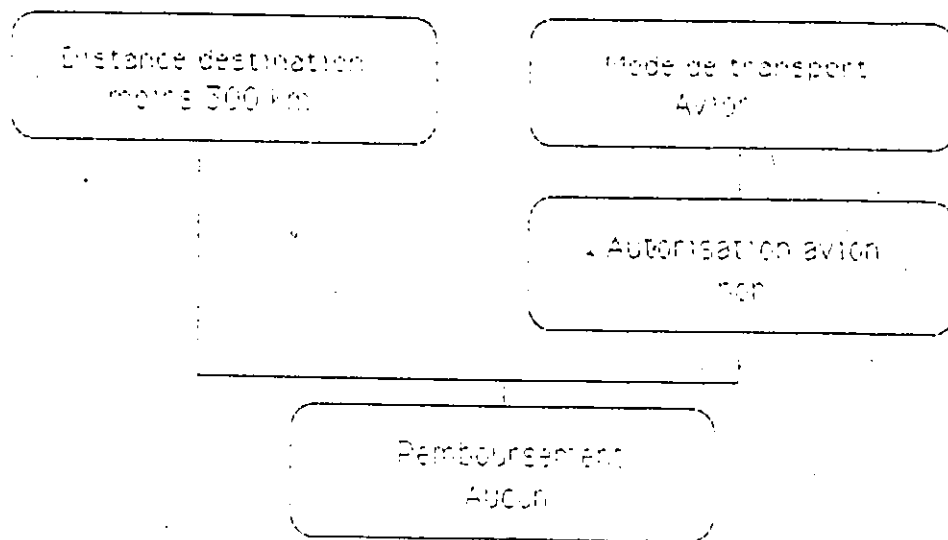 Distance destination
moins 300 km
Mode de transport
Avion
Autorisation avion
non
Remboursement
Aucun